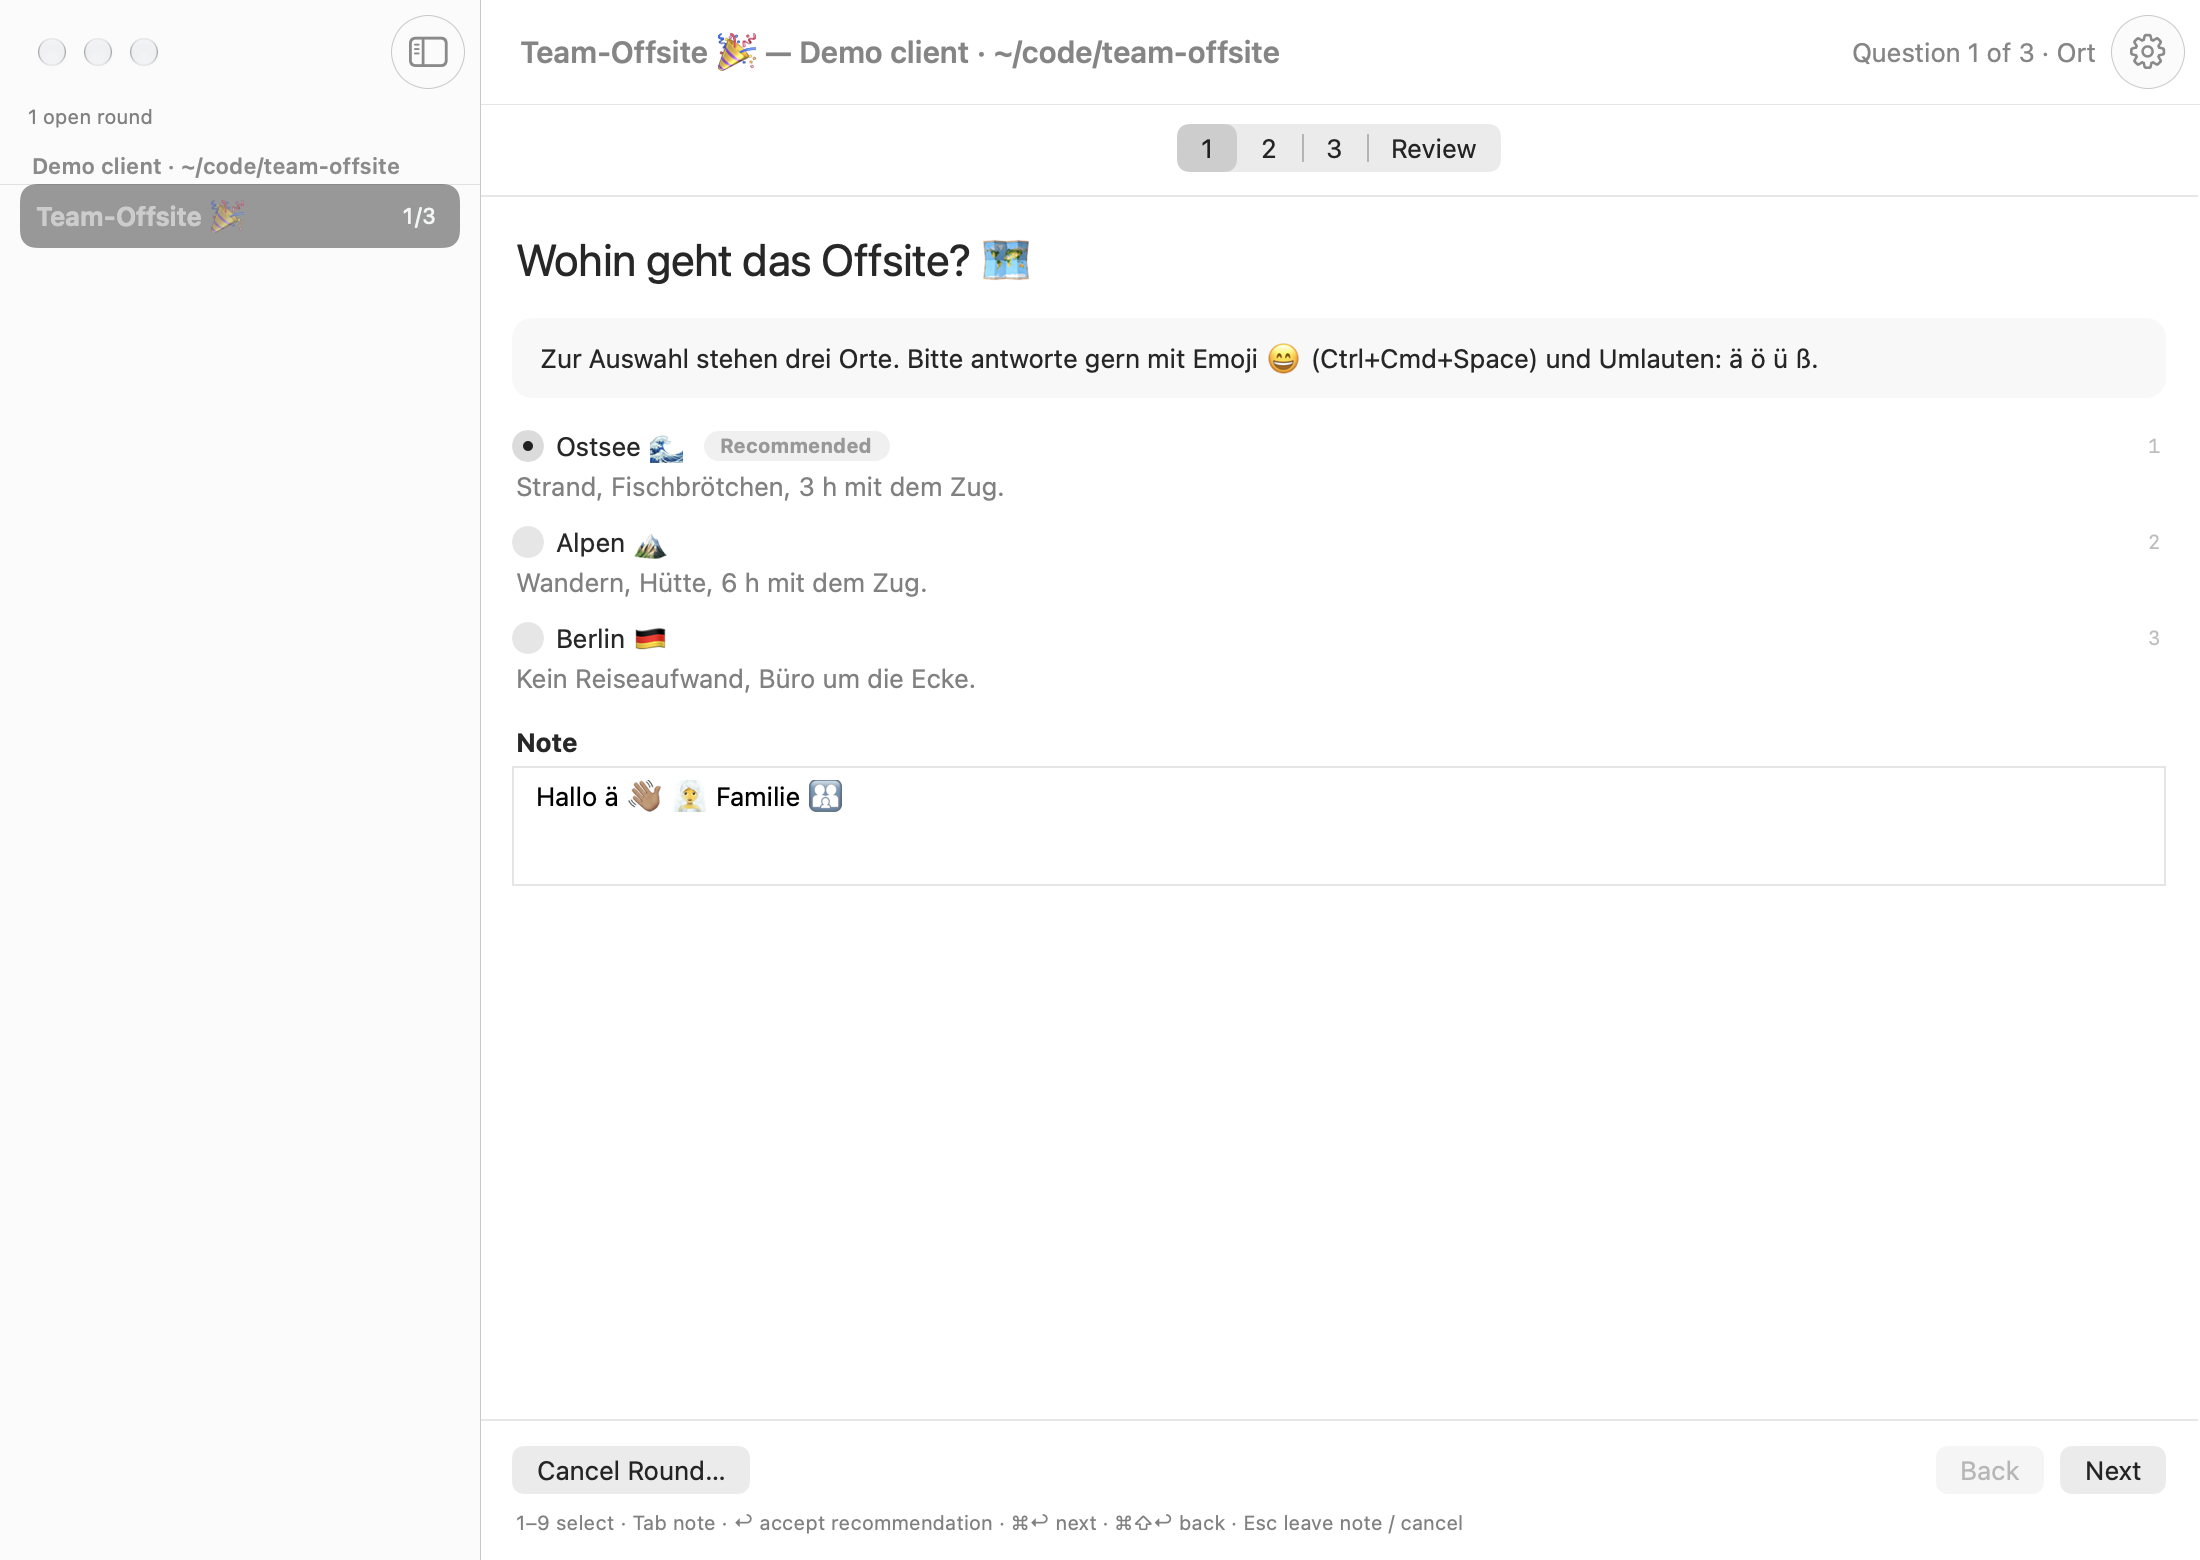 1 open round
Demo client · ~/code/team-offsite
Team-Offsite 🎉 1/3
Team-Offsite 🎉 — Demo client · ~/code/team-offsite
Question 1 of 3 · Ort
1 2 3 Review
Wohin geht das Offsite? 🗺️
Zur Auswahl stehen drei Orte. Bitte antworte gern mit Emoji 😄 (Ctrl+Cmd+Space) und Umlauten: ä ö ü ß.
Ostsee 🌊 Recommended 1
Strand, Fischbrötchen, 3 h mit dem Zug.
Alpen ⛰️ 2
Wandern, Hütte, 6 h mit dem Zug.
Berlin 🇩🇪 3
Kein Reiseaufwand, Büro um die Ecke.
Note
Hallo ä 👋🏽 👰 Familie 👨‍👩‍👦
Cancel Round…
Back Next
1–9 select · Tab note · ↩ accept recommendation · ⌘↩ next · ⌘⇧↩ back · Esc leave note / cancel